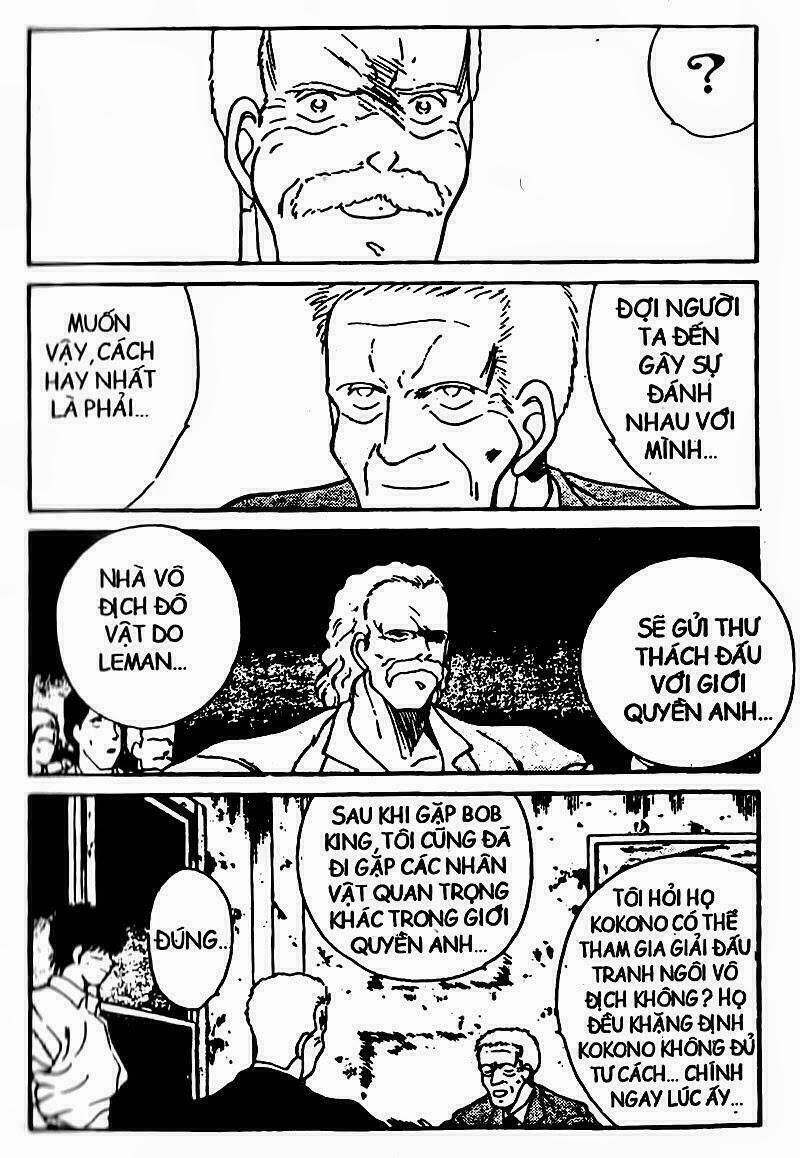 ?
ĐỢI NGƯỜI
TA ĐẾN
GÂY SỰ
ĐÁNH
NHAU VỚI
MÌNH...
MUỐN
VẬY, CÁCH
HAY NHẤT
LÀ PHẢI...
SẼ GỬI THƯ
THÁCH ĐẤU
VỚI GIỚI
QUYỀN ANH...
NHÀ VÔ
ĐỊCH ĐÔ
VẬT DO
LEMAN...
TÔI HỎI HỌ
KOKONO CÓ THỂ
THAM GIA GIẢI ĐẤU
TRANH NGÔI VÔ
ĐỊCH KHÔNG? HỌ
ĐỀU KHẲNG ĐỊNH
KOKONO KHÔNG ĐỦ
TƯ CÁCH... CHÍNH
NGAY LÚC ẤY...
SAU KHI GẶP BOB
KING, TÔI CŨNG ĐÃ
ĐI GẶP CÁC NHÂN
VẬT QUAN TRỌNG
KHÁC TRONG GIỚI
QUYỀN ANH...
ĐÚNG...